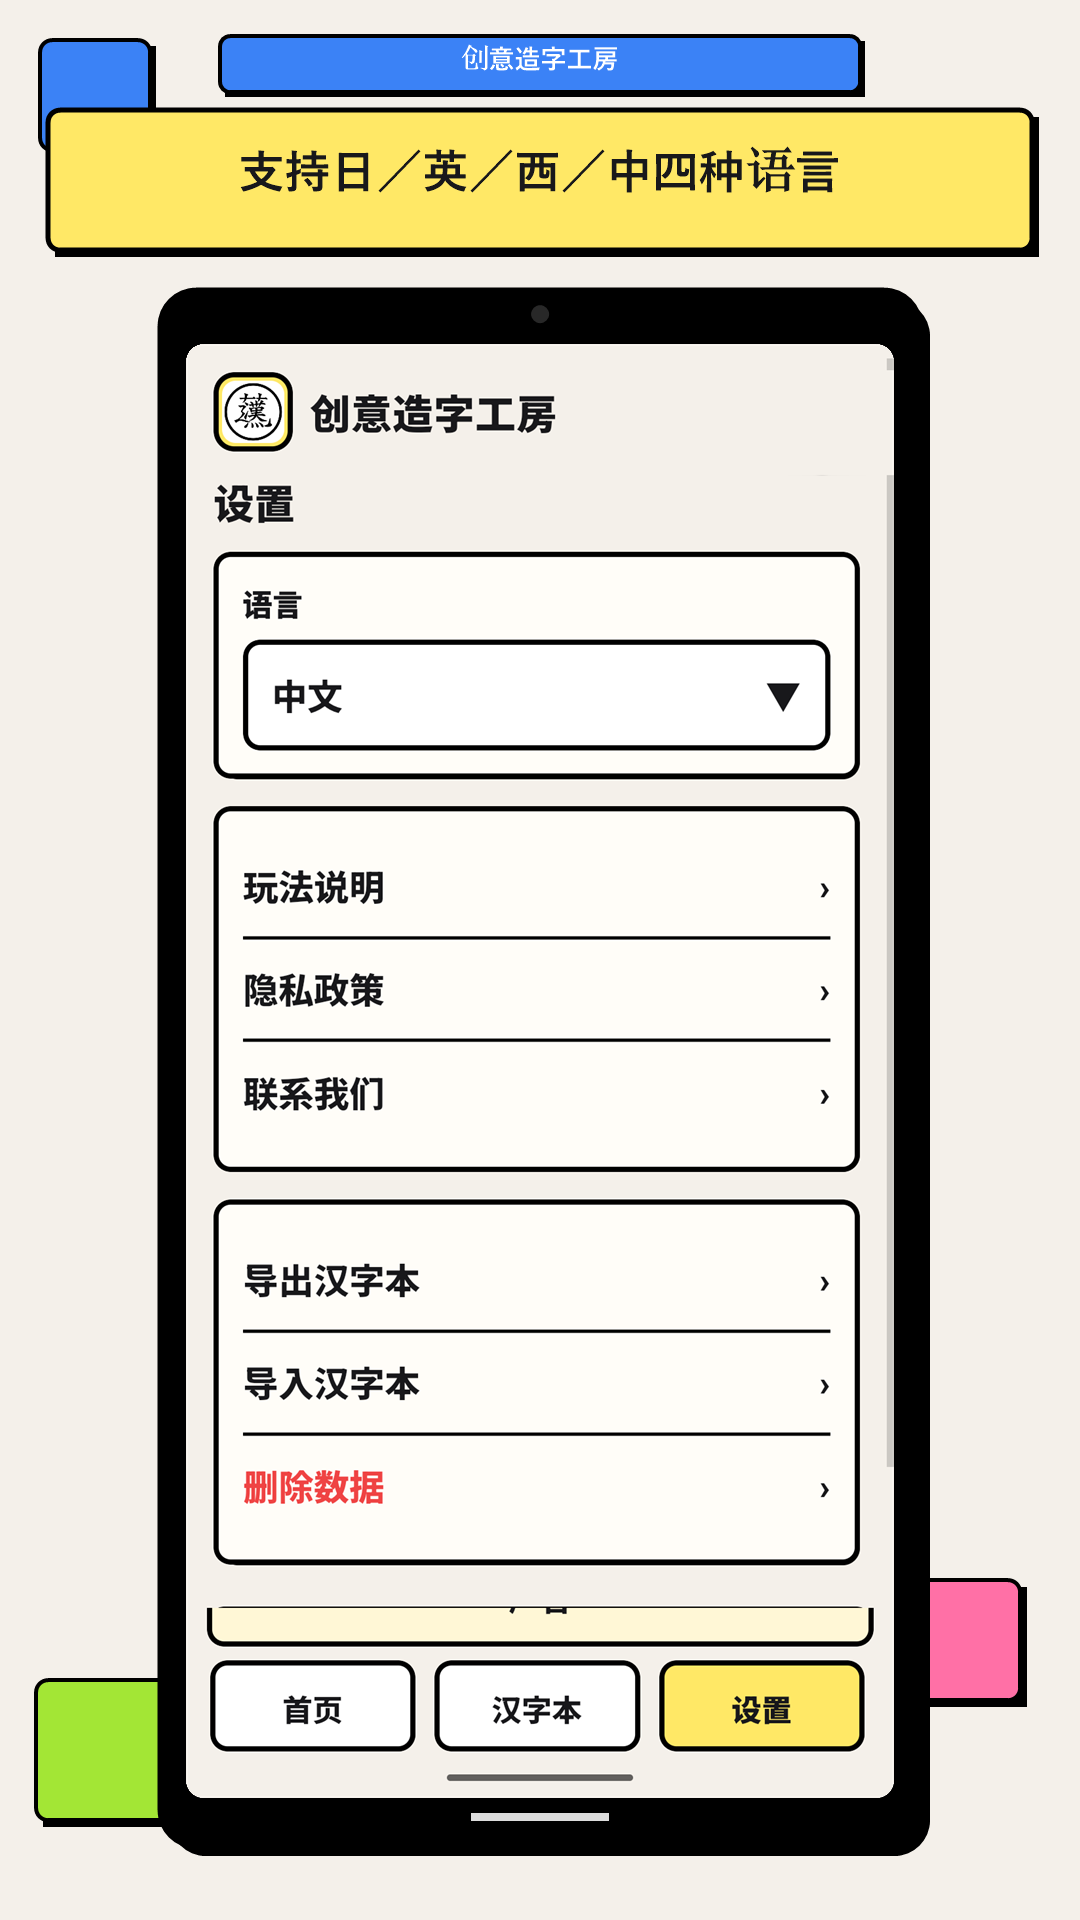 创意造字工房
支持日／英／西／中四种语言
创意造字工房
设置
语言
中文
玩法说明
隐私政策
联系我们
导出汉字本
导入汉字本
删除数据
首页
汉字本
设置